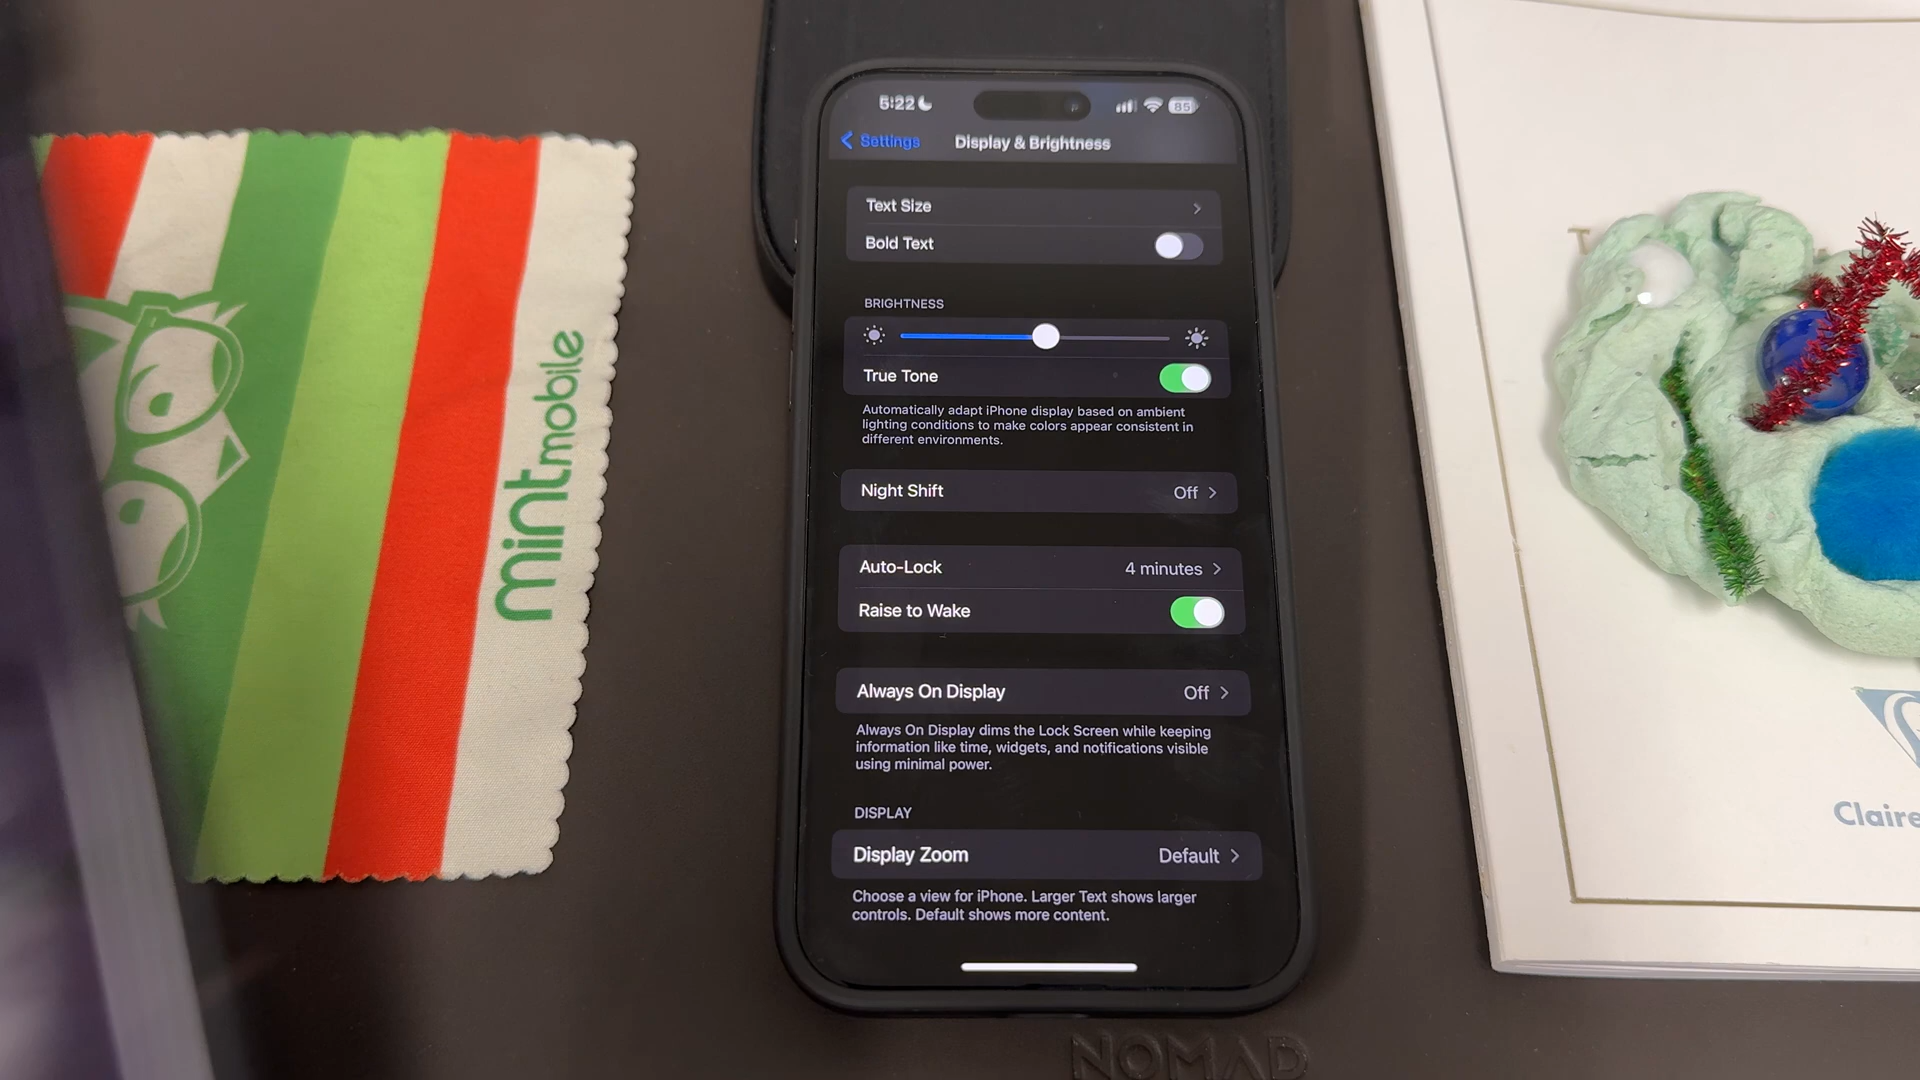 mint mobile
5:22
85
Settings
Display & Brightness
Text Size
Bold Text
BRIGHTNESS
True Tone
Automatically adapt iPhone display based on ambient
lighting conditions to make colors appear consistent in
different environments.
Night Shift
Off
Auto-Lock
4 minutes
Raise to Wake
Always On Display
Off
Always On Display dims the Lock Screen while keeping
information like time, widgets, and notifications visible
using minimal power.
DISPLAY
Display Zoom
Default
Choose a view for iPhone. Larger Text shows larger
controls. Default shows more content.
NOMAD
T
Claire